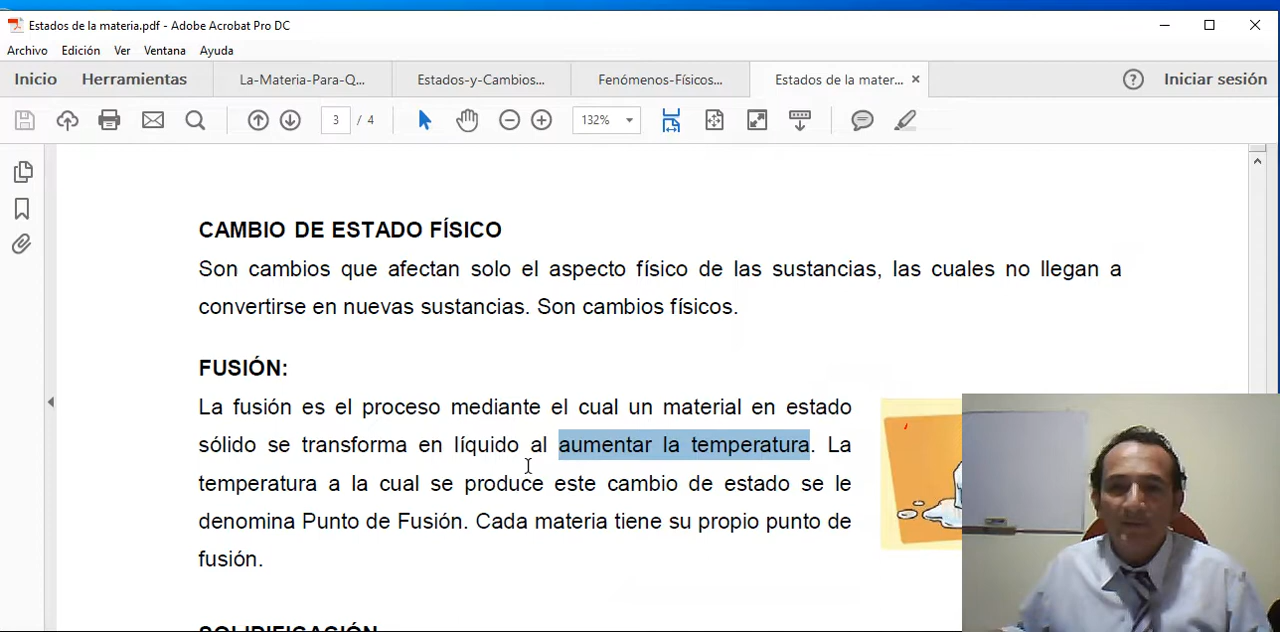 Estados de la materia.pdf - Adobe Acrobat Pro DC
Archivo Edición Ver Ventana Ayuda
Inicio Herramientas La-Materia-Para-Q... Estados-y-Cambios... Fenómenos-Físicos... Estados de la mater... Iniciar sesión
3 / 4 132%
CAMBIO DE ESTADO FÍSICO
Son cambios que afectan solo el aspecto físico de las sustancias, las cuales no llegan a
convertirse en nuevas sustancias. Son cambios físicos.
FUSIÓN:
La fusión es el proceso mediante el cual un material en estado
sólido se transforma en líquido al aumentar la temperatura. La
temperatura a la cual se produce este cambio de estado se le
denomina Punto de Fusión. Cada materia tiene su propio punto de
fusión.
SOLIDIFICACIÓN